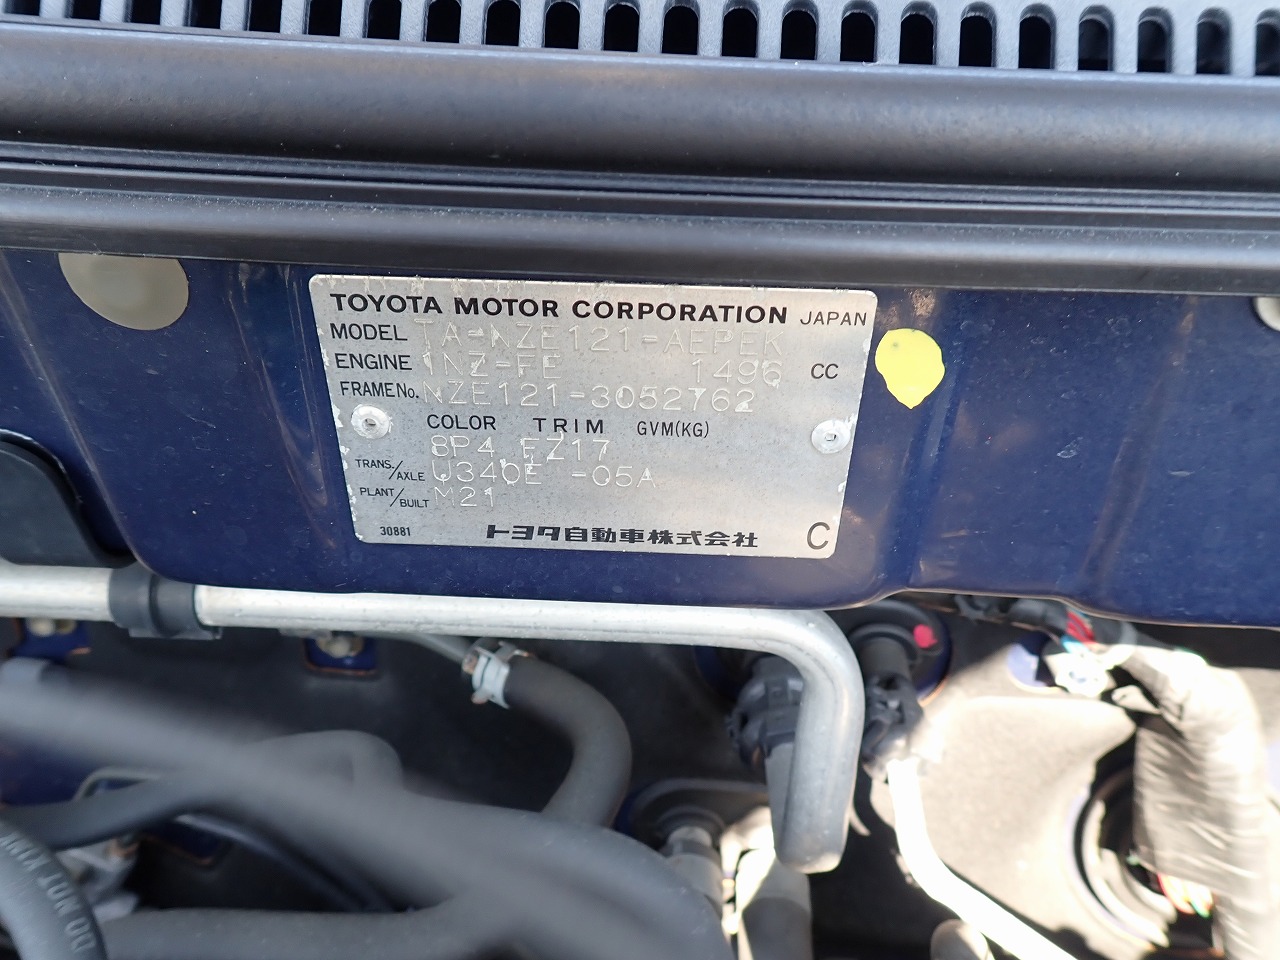 TOYOTA MOTOR CORPORATION JAPAN
MODEL TA-NZE121-AEPEK
ENGINE 1NZ-FE 1496 CC
FRAME No. NZE121-3052762
COLOR TRIM GVM(KG)
8P4 FZ17
TRANS./AXLE U340E -05A
PLANT/BUILT M21
30881 トヨタ自動車株式会社 C
DO NOT